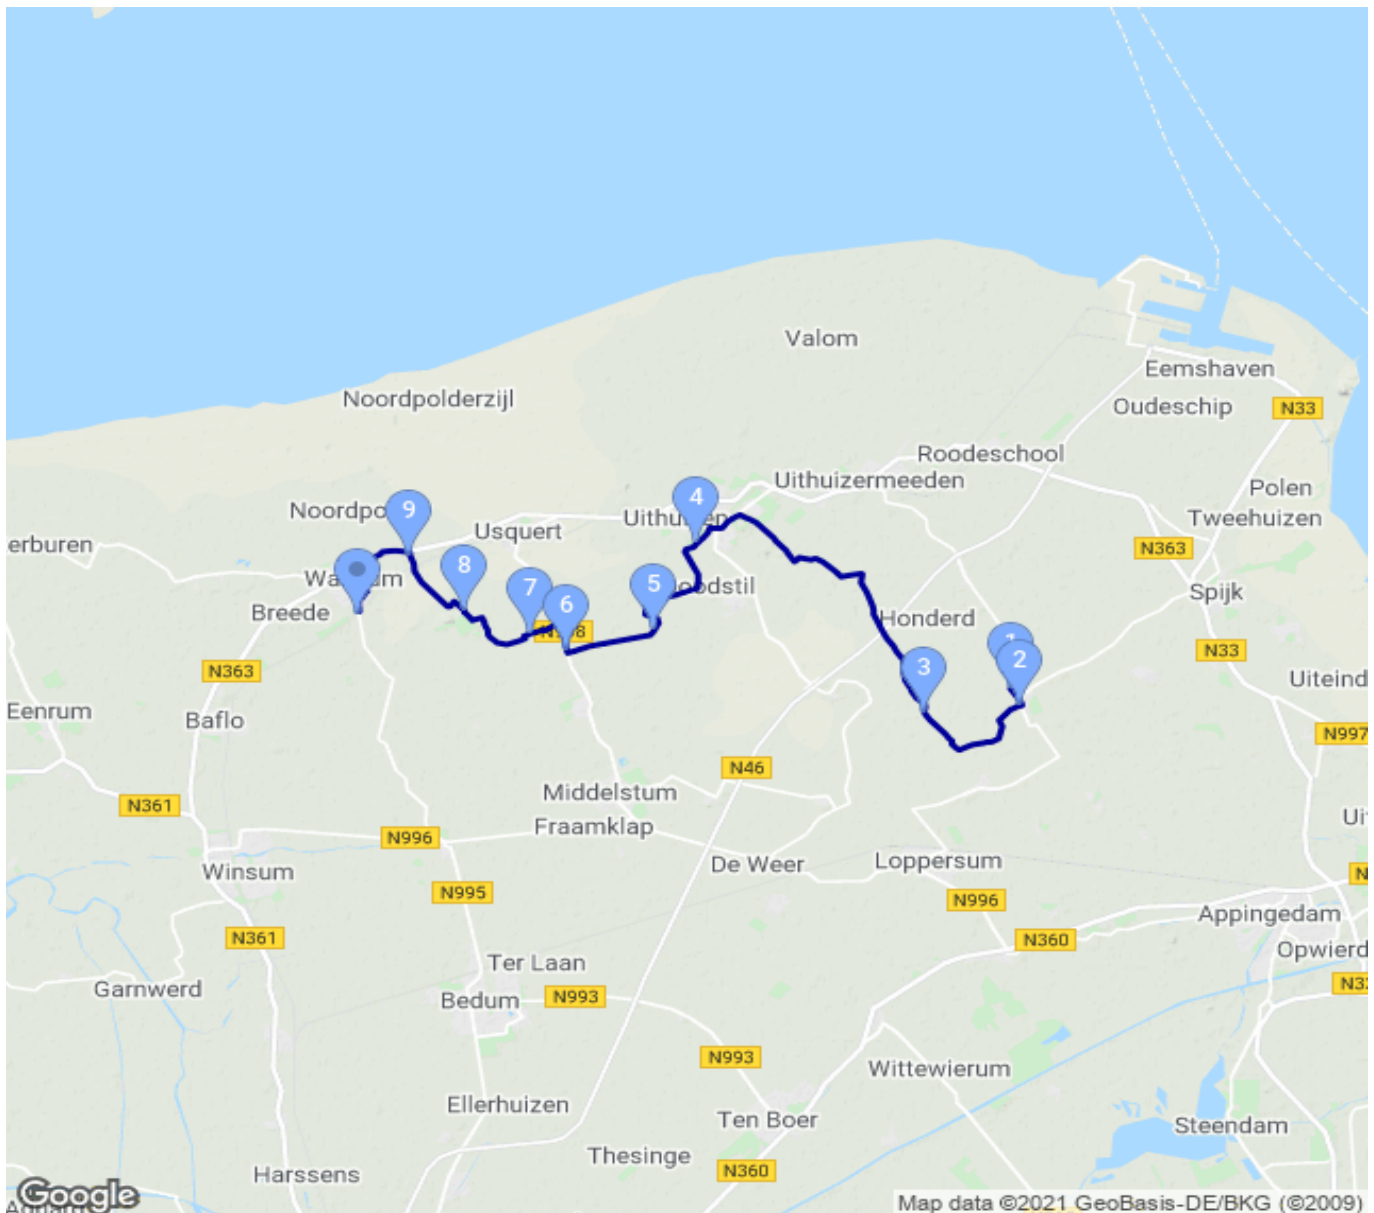 Valom
Eemshaven
Noordpolderzijl
Oudeschip
N33
Roodeschool
Uithuizermeeden
Polen
Tweehuizen
9
4
Usquert
erburen
N363
8
7
5
6
Breede
Honderd
Spijk
1
2
3
N33
N363
Uiteind
Eenrum
Baflo
N997
N46
Middelstum
N361
Fraamklap
N996
De Weer
Loppersum
Winsum
N995
N996
Appingedam
N361
N360
Opwierd
Ter Laan
Garnwerd
Bedum
N993
N993
Wittewierum
Ellerhuizen
Ten Boer
Steendam
Thesinge
N360
Harssens
Google
Map data ©2021 GeoBasis-DE/BKG (©2009)